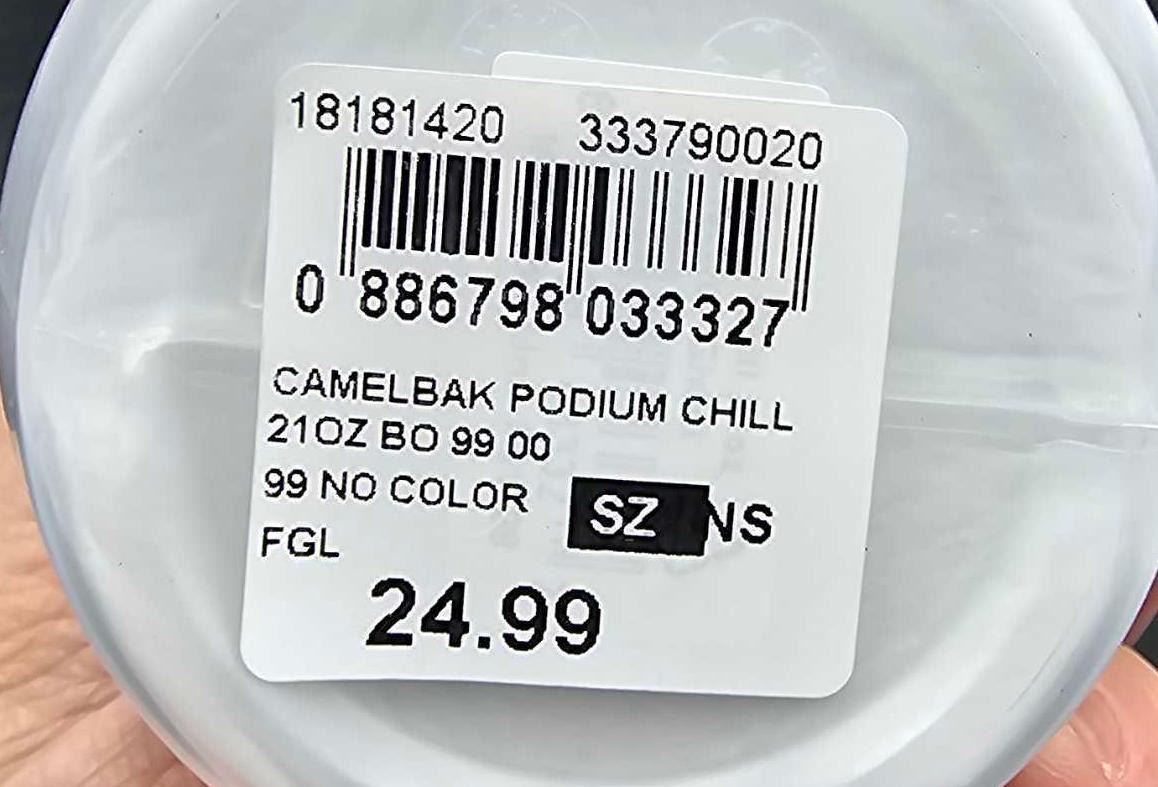 18181420 333790020
0 886798 033327
CAMELBAK PODIUM CHILL
21OZ BO 99 00
99 NO COLOR SZ NS
FGL
24.99